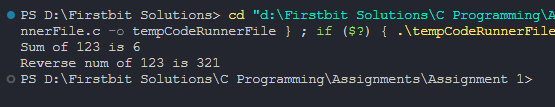 PS D:\Firstbit Solutions> cd "d:\Firstbit Solutions\C Programming\A
nnerFile.c -o tempCodeRunnerFile } ; if ($?) { .\tempCodeRunnerFile
Sum of 123 is 6
Reverse num of 123 is 321
PS D:\Firstbit Solutions\C Programming\Assignments\Assignment 1>